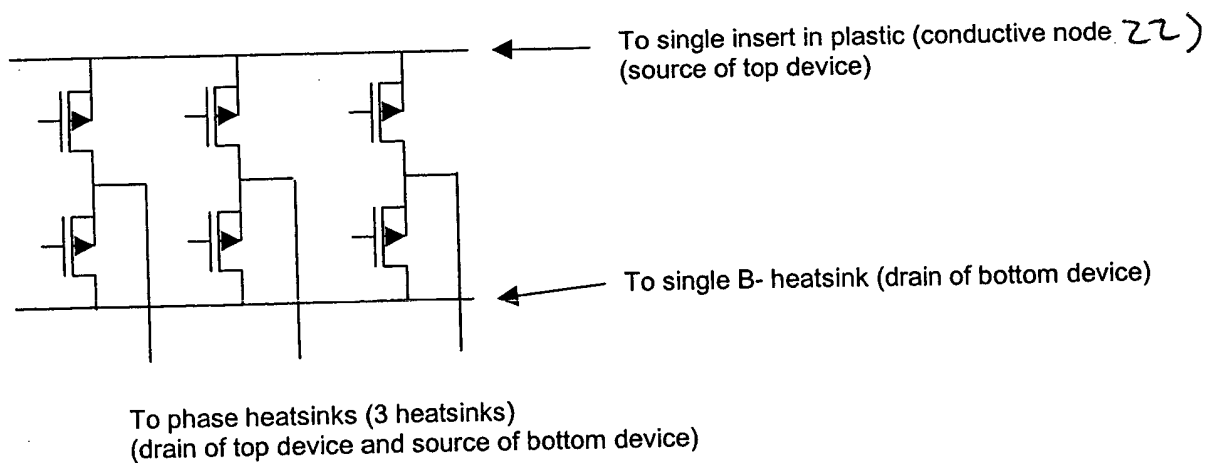 To single insert in plastic (conductive node 22)
(source of top device)
To single B- heatsink (drain of bottom device)
To phase heatsinks (3 heatsinks)
(drain of top device and source of bottom device)